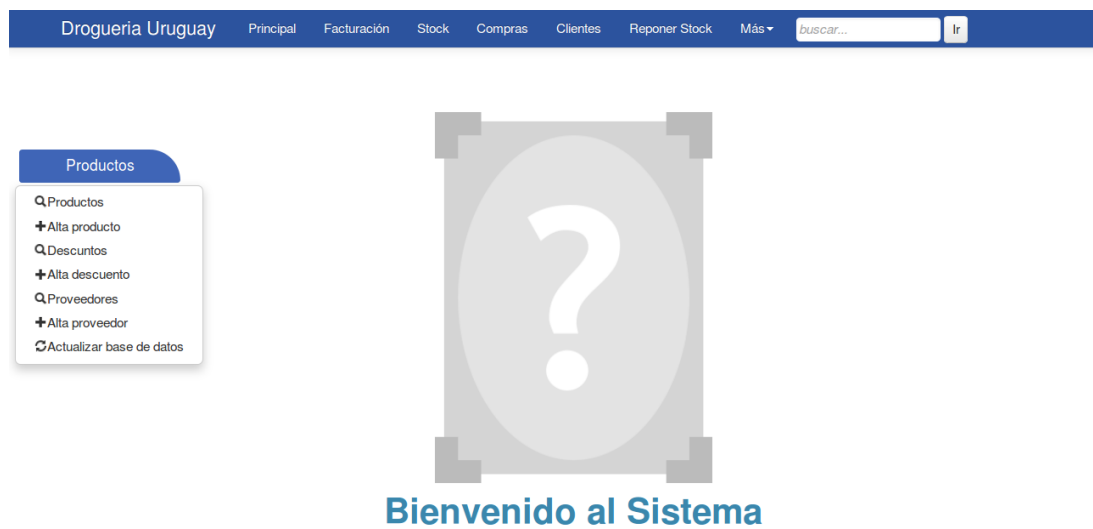 Drogueria Uruguay Principal Facturación Stock Compras Clientes Reponer Stock Más buscar... Ir
Productos
Productos
Alta producto
Descuntos
Alta descuento
Proveedores
Alta proveedor
Actualizar base de datos
?
Bienvenido al Sistema